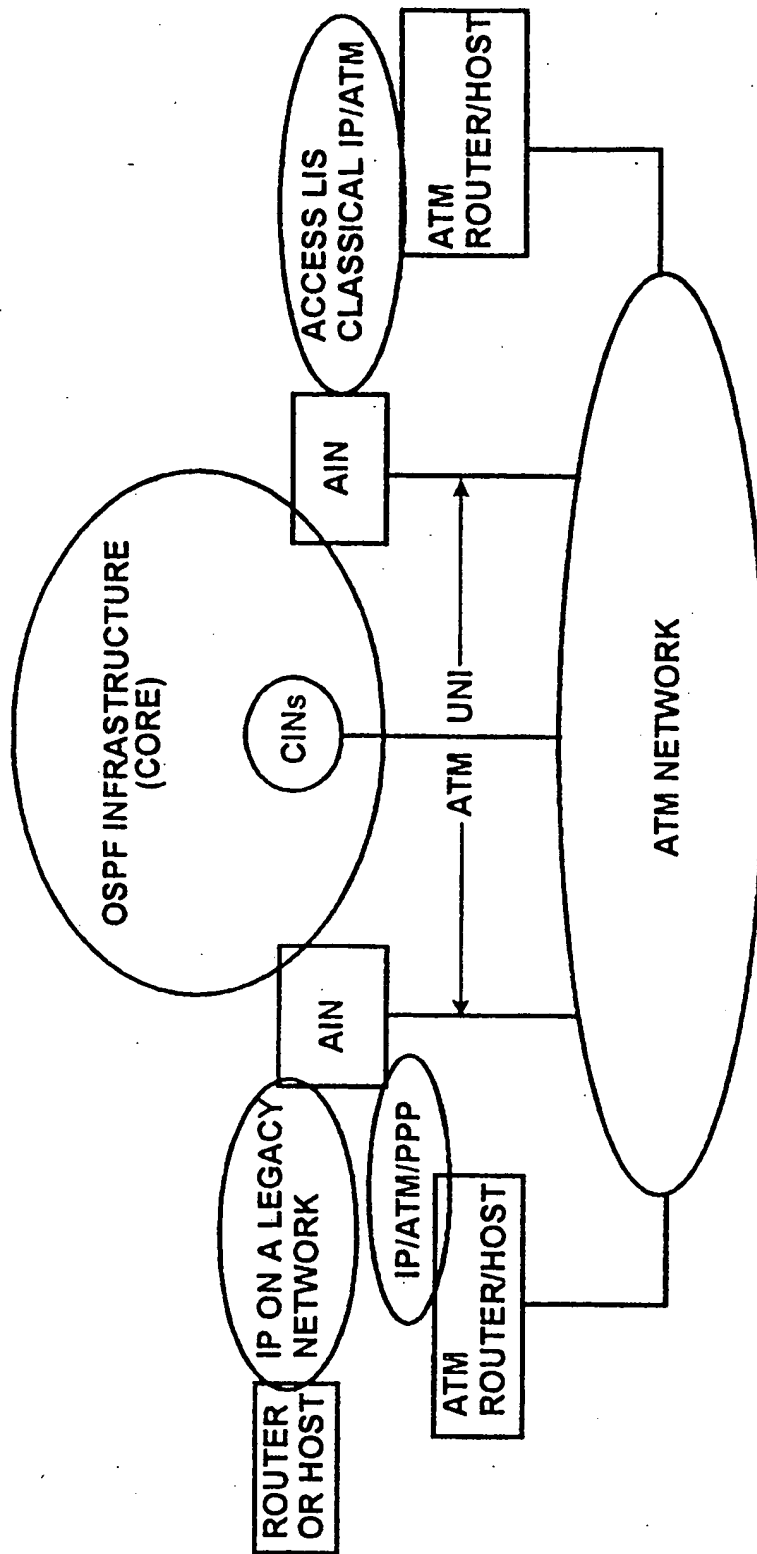 OSPF INFRASTRUCTURE
(CORE)
CINs
AIN
AIN
ROUTER
OR HOST
IP ON A LEGACY
NETWORK
IP/ATM/PPP
ATM
ROUTER/HOST
ACCESS LIS
CLASSICAL IP/ATM
ATM
ROUTER/HOST
ATM UNI
ATM NETWORK